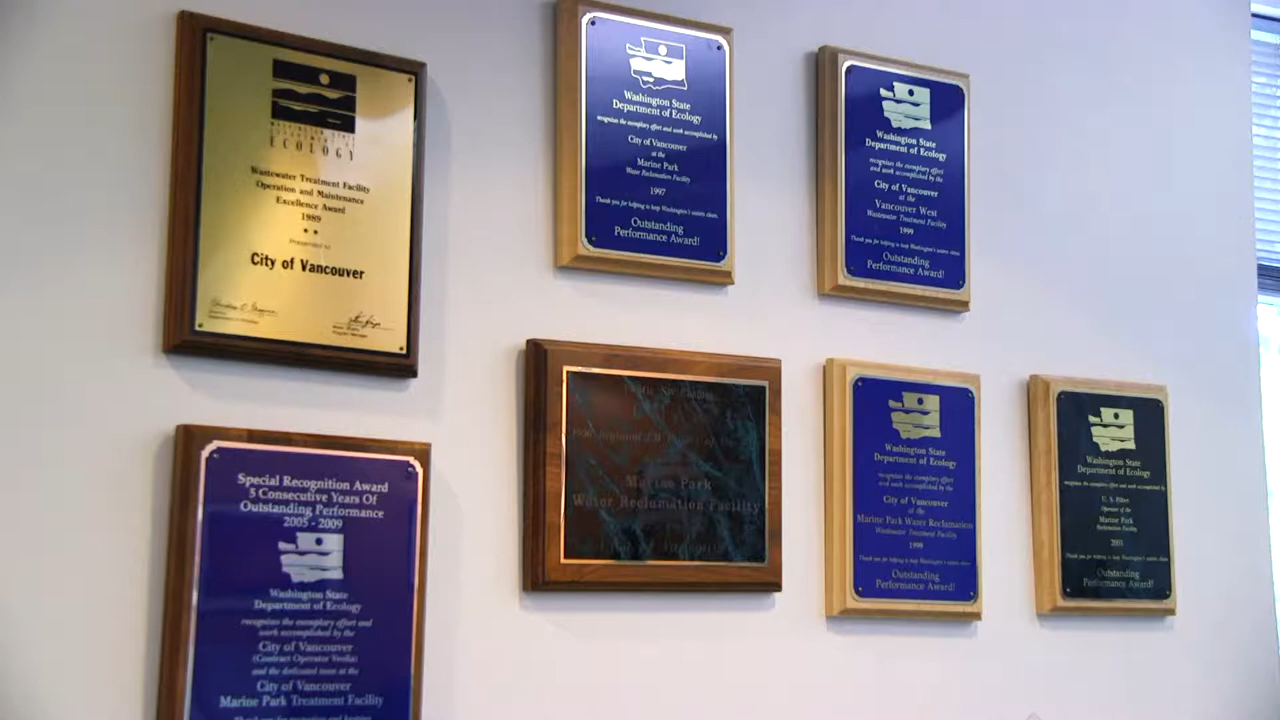 WASHINGTON STATE
DEPARTMENT OF
ECOLOGY
Wastewater Treatment Facility
Operation and Maintenance
Excellence Award
1989
Presented to
City of Vancouver
Washington State
Department of Ecology
recognizes the exemplary effort and work accomplished by
City of Vancouver
at the
Marine Park
Water Reclamation Facility
1997
Thank you for helping to keep Washington's waters clean.
Outstanding
Performance Award!
Washington State
Department of Ecology
recognizes the exemplary effort
and work accomplished by the
City of Vancouver
at the
Vancouver West
Wastewater Treatment Facility
1999
Thank you for helping to keep Washington's waters clean.
Outstanding
Performance Award!
Special Recognition Award
5 Consecutive Years Of
Outstanding Performance
2005 - 2009
Washington State
Department of Ecology
recognizes the exemplary effort and
work accomplished by the
City of Vancouver
(Contract Operator Veolia)
and the dedicated team at the
City of Vancouver
Marine Park Treatment Facility
Marine Park
Water Reclamation Facility
Washington State
Department of Ecology
recognizes the exemplary effort
and work accomplished by the
City of Vancouver
at the
Marine Park Water Reclamation
Wastewater Treatment Facility
1999
Thank you for helping to keep Washington's waters clean.
Outstanding
Performance Award!
Washington State
Department of Ecology
recognizes the exemplary effort and work accomplished by
U. S. Filter
Operator of the
Marine Park
Reclamation Facility
2001
Thank you for helping to keep Washington's waters clean.
Outstanding
Performance Award!